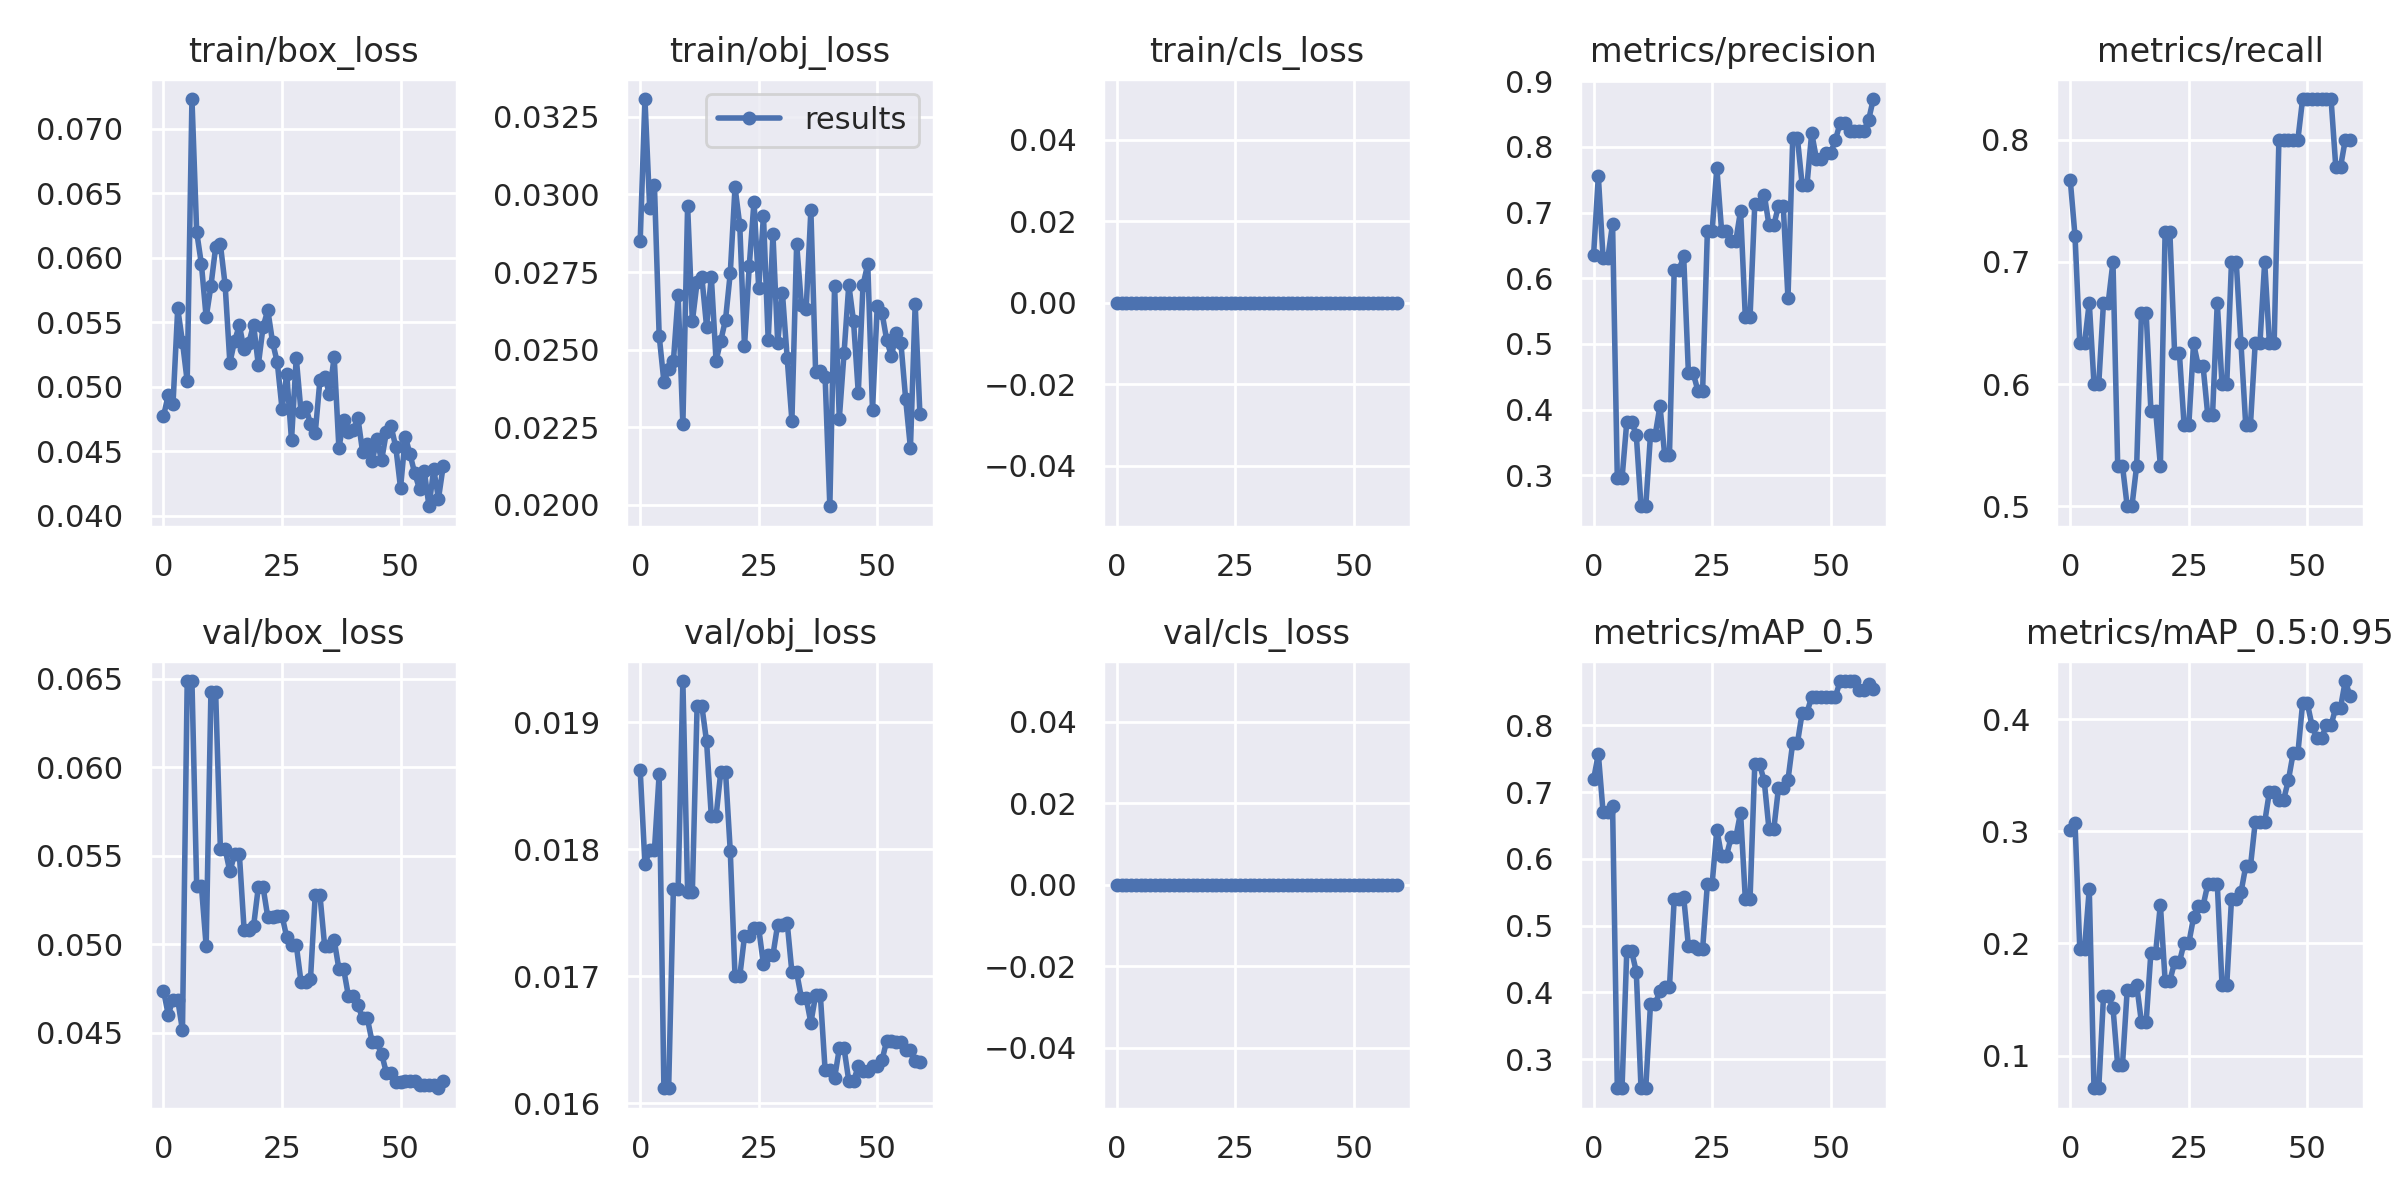 train/box_loss
0.070
0.065
0.060
0.055
0.050
0.045
0.040
0 25 50
train/obj_loss
results
0.0325
0.0300
0.0275
0.0250
0.0225
0.0200
0 25 50
train/cls_loss
0.04
0.02
0.00
−0.02
−0.04
0 25 50
metrics/precision
0.9
0.8
0.7
0.6
0.5
0.4
0.3
0 25 50
metrics/recall
0.8
0.7
0.6
0.5
0 25 50
val/box_loss
0.065
0.060
0.055
0.050
0.045
0 25 50
val/obj_loss
0.019
0.018
0.017
0.016
0 25 50
val/cls_loss
0.04
0.02
0.00
−0.02
−0.04
0 25 50
metrics/mAP_0.5
0.8
0.7
0.6
0.5
0.4
0.3
0 25 50
metrics/mAP_0.5:0.95
0.4
0.3
0.2
0.1
0 25 50